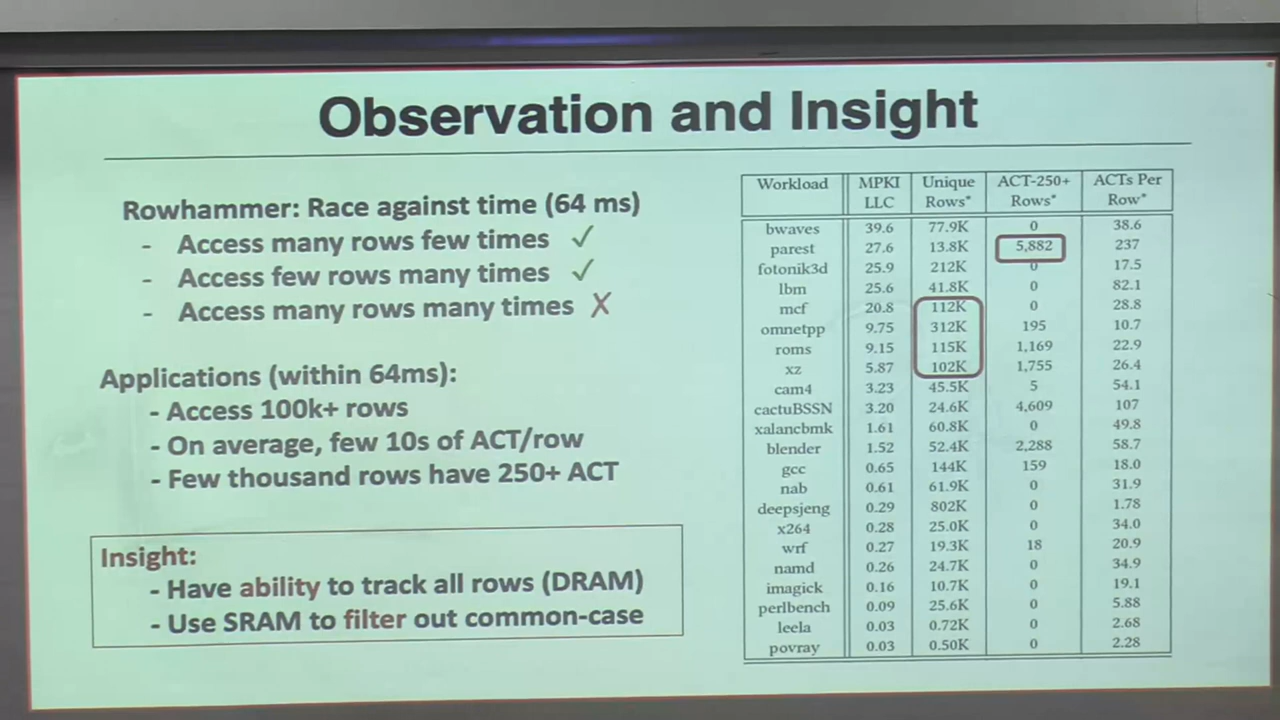 Observation and Insight
Rowhammer: Race against time (64 ms)
- Access many rows few times ✓
- Access few rows many times ✓
- Access many rows many times X
Applications (within 64ms):
- Access 100k+ rows
- On average, few 10s of ACT/row
- Few thousand rows have 250+ ACT
Insight:
- Have ability to track all rows (DRAM)
- Use SRAM to filter out common-case
Workload MPKI LLC Unique Rows* ACT-250+ Rows* ACTs Per Row*
bwaves 39.6 77.9K 0 38.6
parest 27.6 13.8K 5,882 237
fotonik3d 25.9 212K 0 17.5
lbm 25.6 41.8K 0 82.1
mcf 20.8 112K 0 28.8
omnetpp 9.75 312K 195 10.7
roms 9.15 115K 1,169 22.9
xz 5.87 102K 1,755 26.4
cam4 3.23 45.5K 5 54.1
cactuBSSN 3.20 24.6K 4,609 107
xalancbmk 1.61 60.8K 0 49.8
blender 1.52 52.4K 2,288 58.7
gcc 0.65 144K 159 18.0
nab 0.61 61.9K 0 31.9
deepsjeng 0.29 802K 0 1.78
x264 0.28 25.0K 0 34.0
wrf 0.27 19.3K 18 20.9
namd 0.26 24.7K 0 34.9
imagick 0.16 10.7K 0 19.1
perlbench 0.09 25.6K 0 5.88
leela 0.03 0.72K 0 2.68
povray 0.03 0.50K 0 2.28